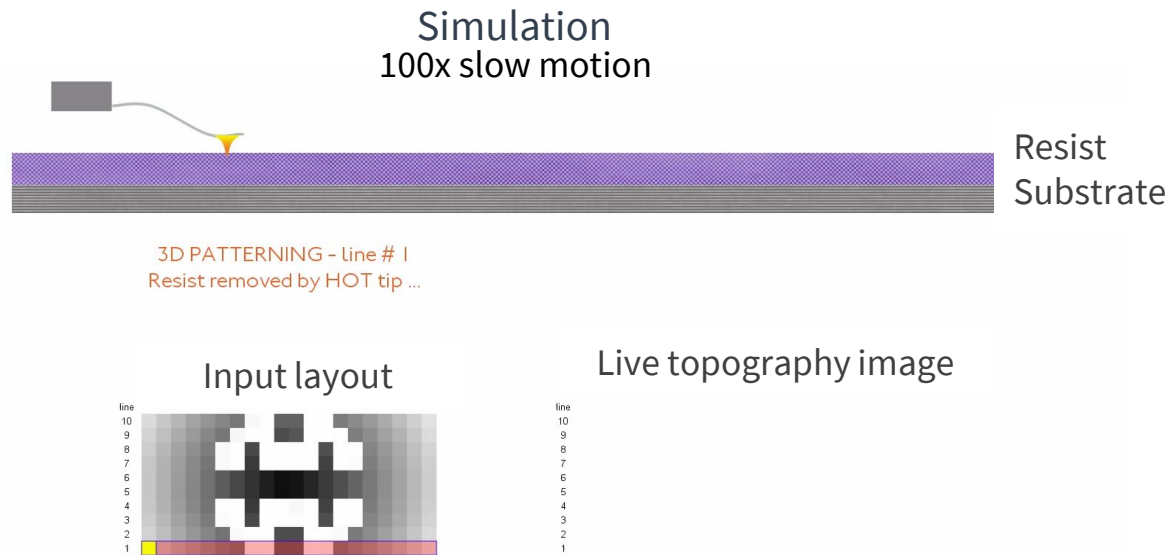 Simulation
100x slow motion
Resist
Substrate
3D PATTERNING - line # 1
Resist removed by HOT tip ...
Input layout
Live topography image
line
10
9
8
7
6
5
4
3
2
1
line
10
9
8
7
6
5
4
3
2
1